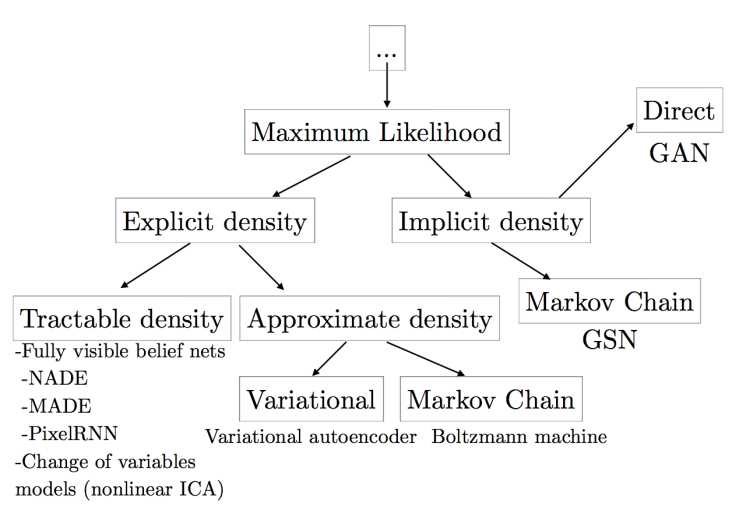 ...
Maximum Likelihood
Direct
GAN
Explicit density
Implicit density
Tractable density
-Fully visible belief nets
-NADE
-MADE
-PixelRNN
-Change of variables
models (nonlinear ICA)
Approximate density
Variational
Variational autoencoder
Markov Chain
Boltzmann machine
Markov Chain
GSN